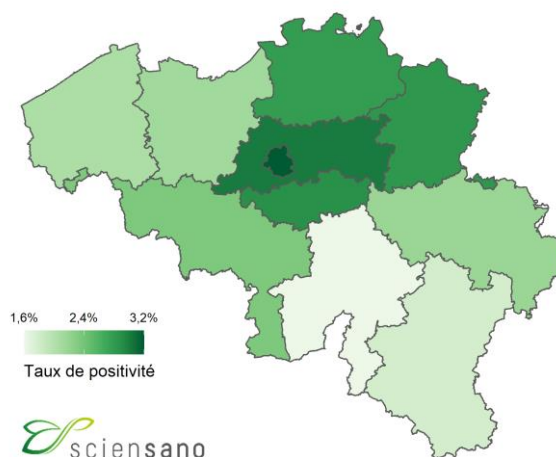 1,6% 2,4% 3,2%
Taux de positivité
sciensano